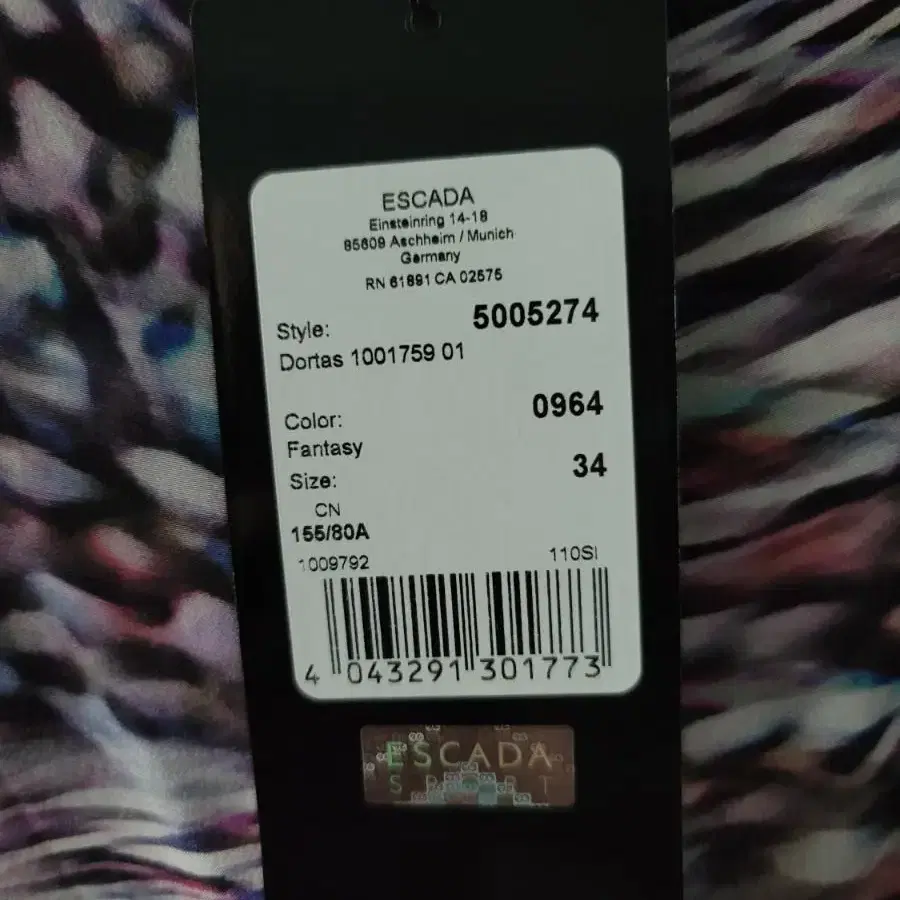 ESCADA
Einsteinring 14-18
85609 Aschheim / Munich
Germany
RN 61891 CA 02575
Style: 5005274
Dortas 1001759 01
Color: 0964
Fantasy
Size: 34
CN
155/80A
1009792 110SI
4 043291 301773
ESCADA
SPORT